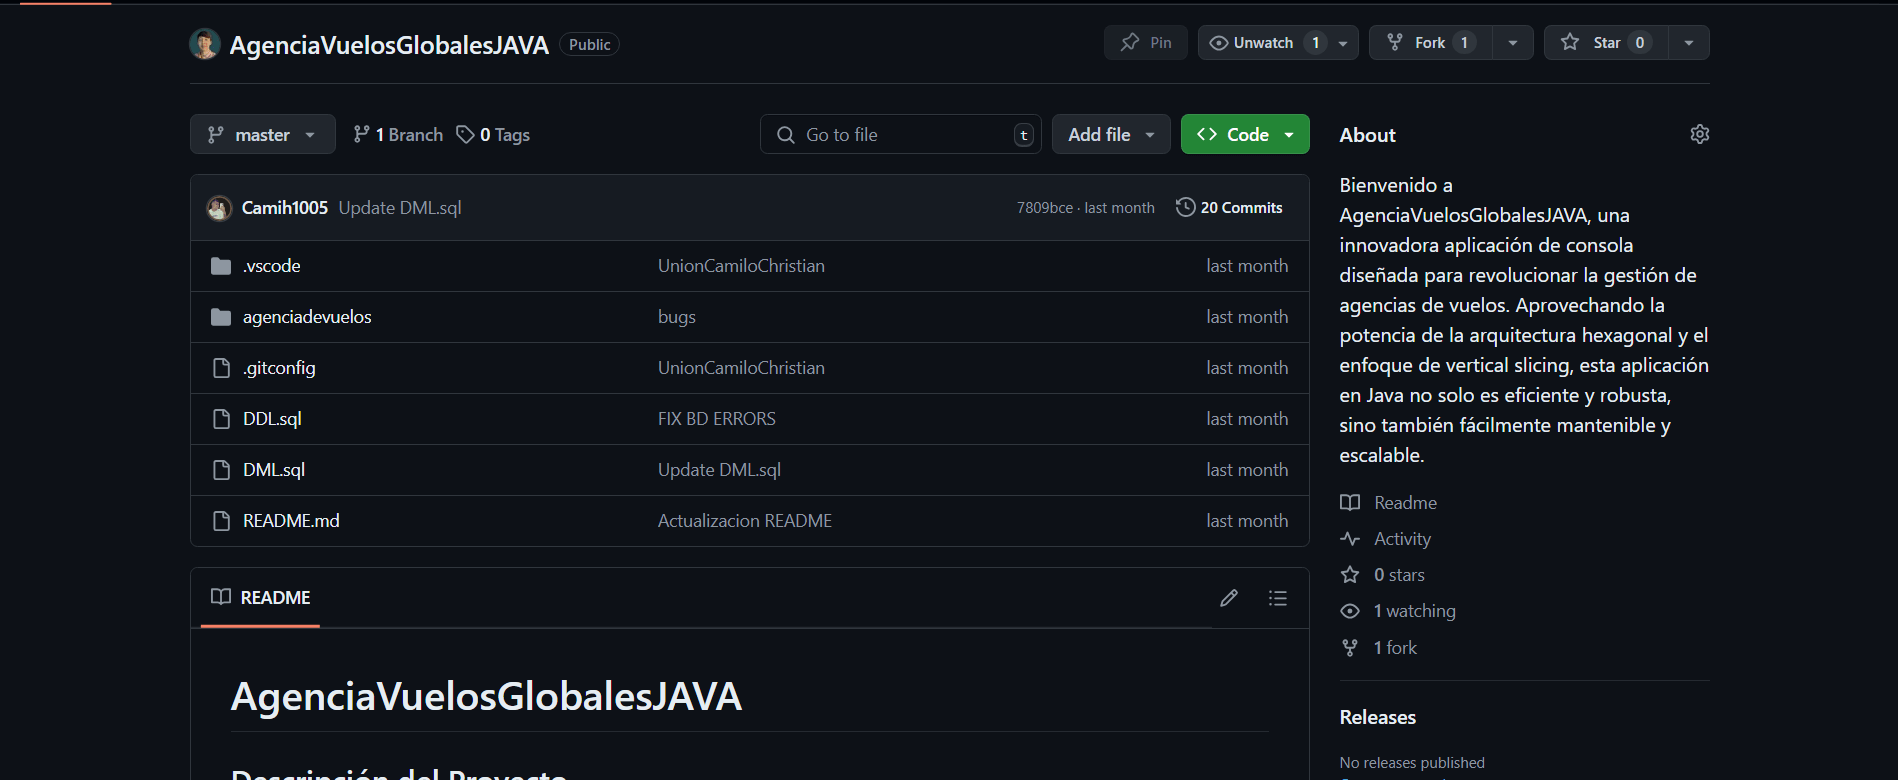 AgenciaVuelosGlobalesJAVA Public
Pin
Unwatch 1
Fork 1
Star 0
master
1 Branch
0 Tags
Go to file t
Add file
Code
Camih1005 Update DML.sql 7809bce · last month 20 Commits
.vscode UnionCamiloChristian last month
agenciadevuelos bugs last month
.gitconfig UnionCamiloChristian last month
DDL.sql FIX BD ERRORS last month
DML.sql Update DML.sql last month
README.md Actualizacion README last month
README
AgenciaVuelosGlobalesJAVA
Descripción del Proyecto
About
Bienvenido a
AgenciaVuelosGlobalesJAVA, una
innovadora aplicación de consola
diseñada para revolucionar la gestión de
agencias de vuelos. Aprovechando la
potencia de la arquitectura hexagonal y el
enfoque de vertical slicing, esta aplicación
en Java no solo es eficiente y robusta,
sino también fácilmente mantenible y
escalable.
Readme
Activity
0 stars
1 watching
1 fork
Releases
No releases published